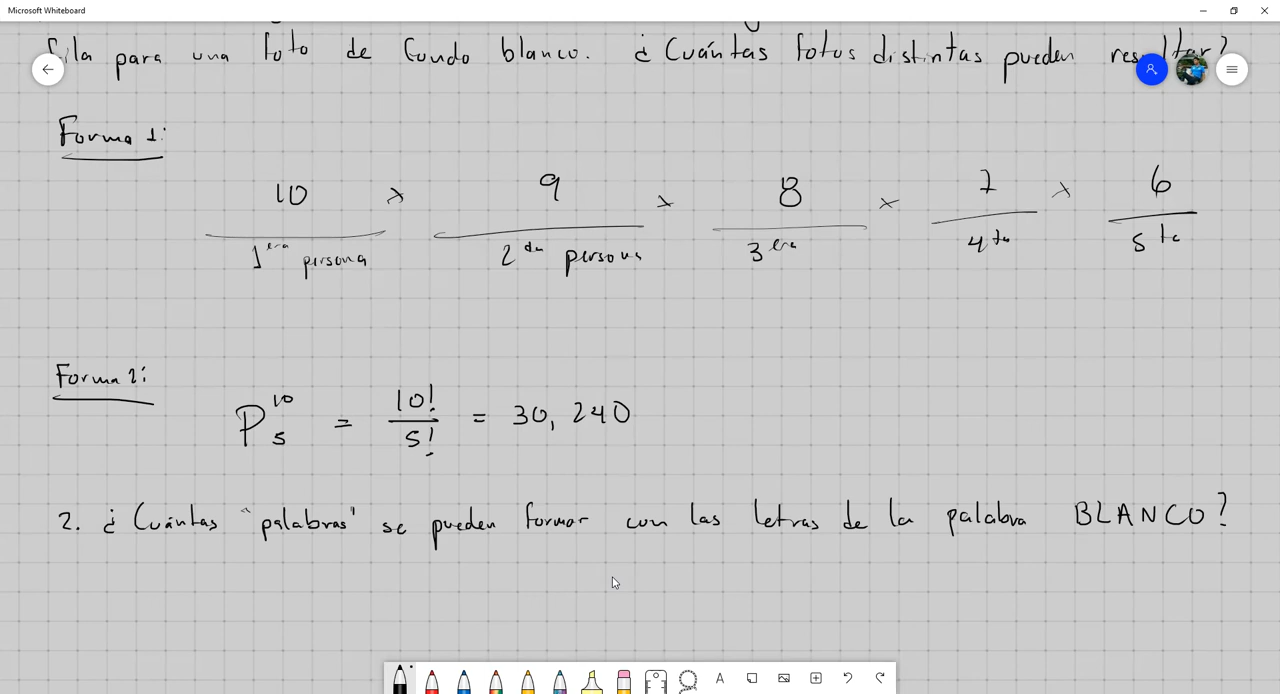 Microsoft Whiteboard
fila para una foto de fondo blanco. ¿Cuántas fotos distintas pueden resultar?
Forma 1:
10 x 9 x 8 x 7 x 6
1era persona 2da persona 3era 4ta 5ta
Forma 2:
P 10 5 = 10! / 5! = 30,240
2. ¿Cuántas "palabras" se pueden formar con las letras de la palabra BLANCO?
A